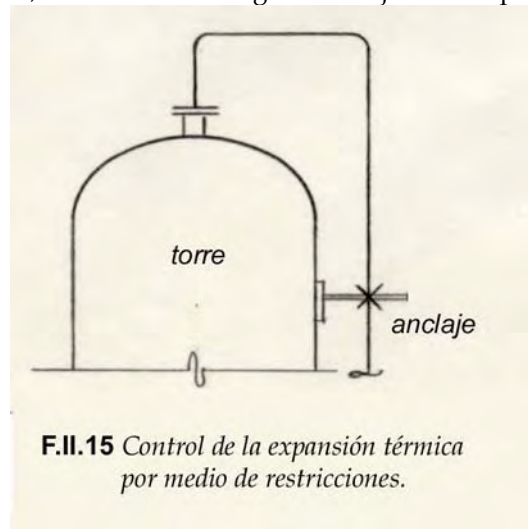 torre
anclaje
F.II.15 Control de la expansión térmica
por medio de restricciones.